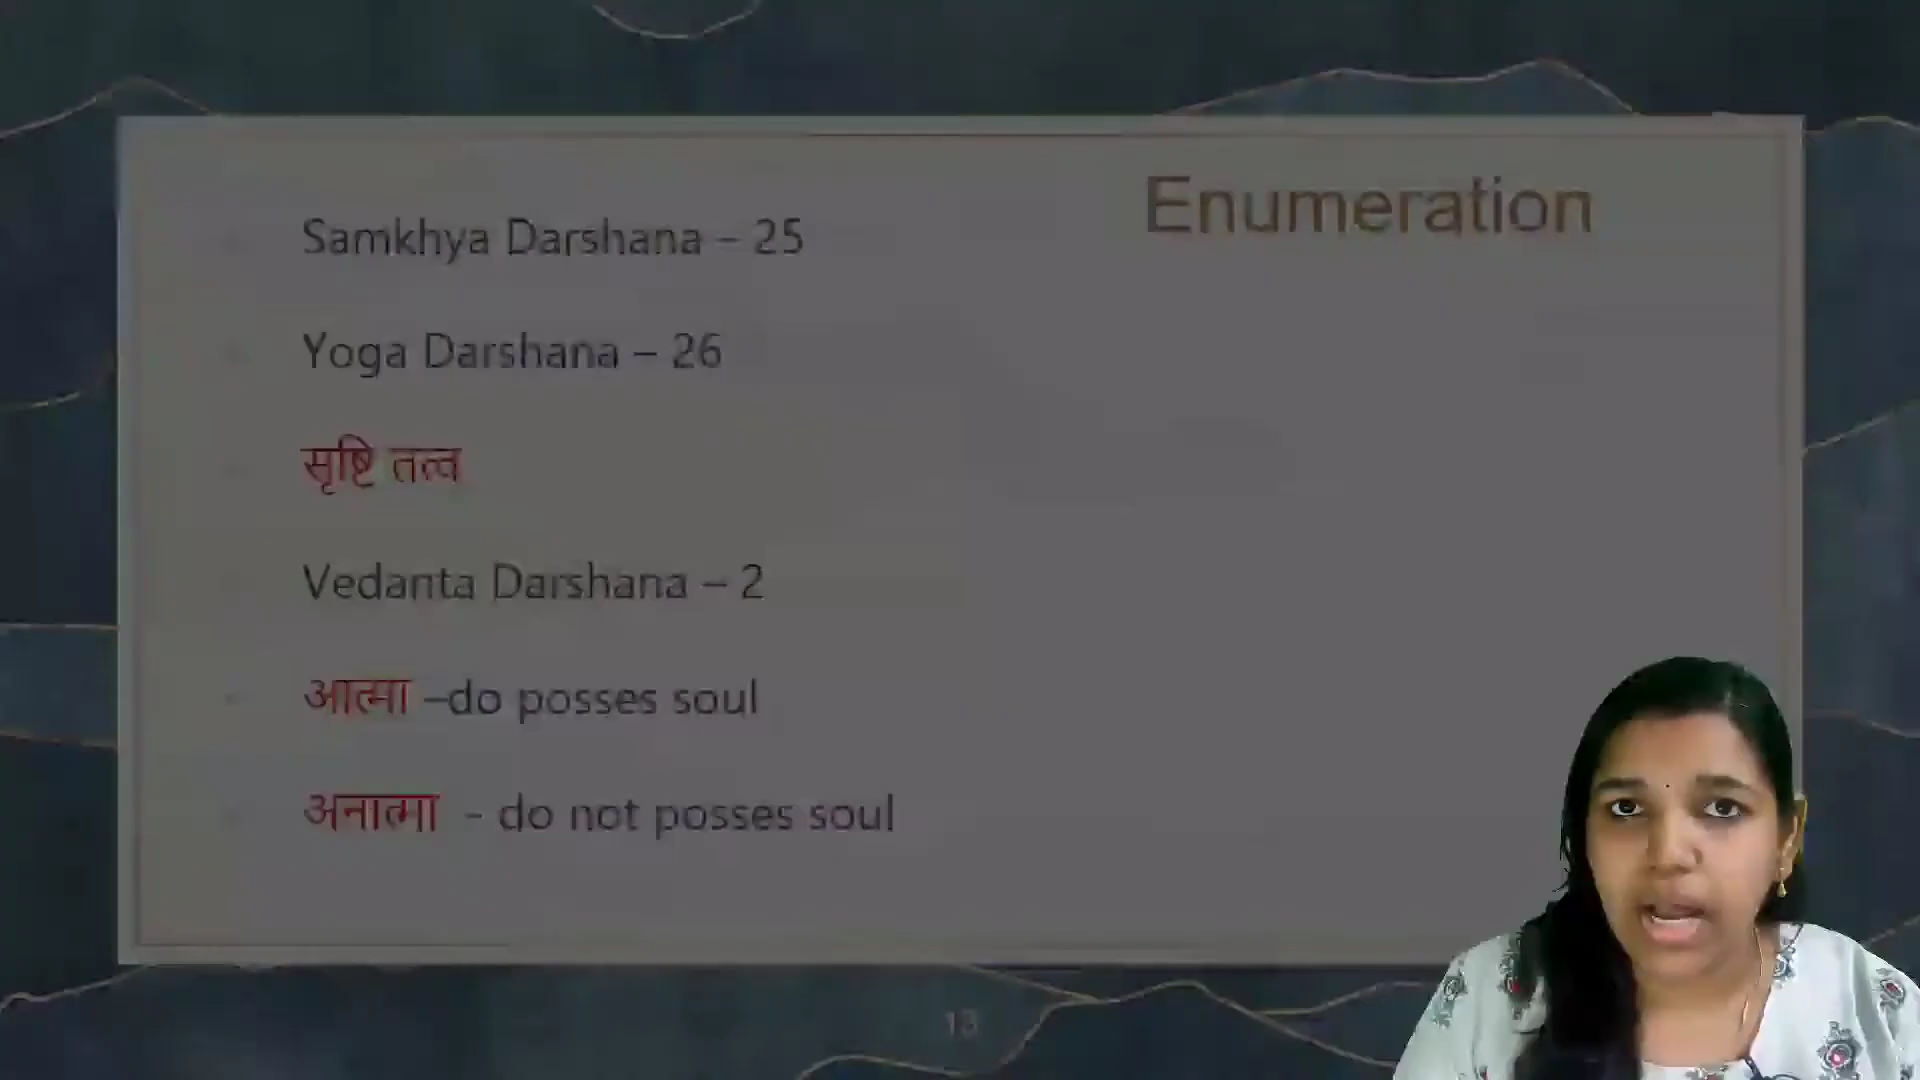 Enumeration
Samkhya Darshana – 25
Yoga Darshana – 26
सृष्टि तत्व
Vedanta Darshana – 2
आत्मा –do posses soul
अनात्मा - do not posses soul
13